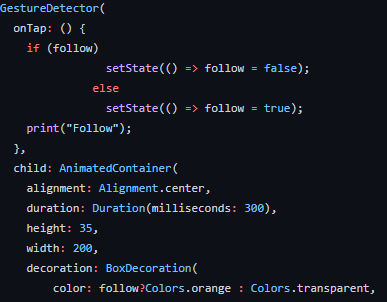 GestureDetector(
  onTap: () {
    if (follow)
                setState(() => follow = false);
              else
                setState(() => follow = true);
    print("Follow");
  },
  child: AnimatedContainer(
    alignment: Alignment.center,
    duration: Duration(milliseconds: 300),
    height: 35,
    width: 200,
    decoration: BoxDecoration(
        color: follow?Colors.orange : Colors.transparent,